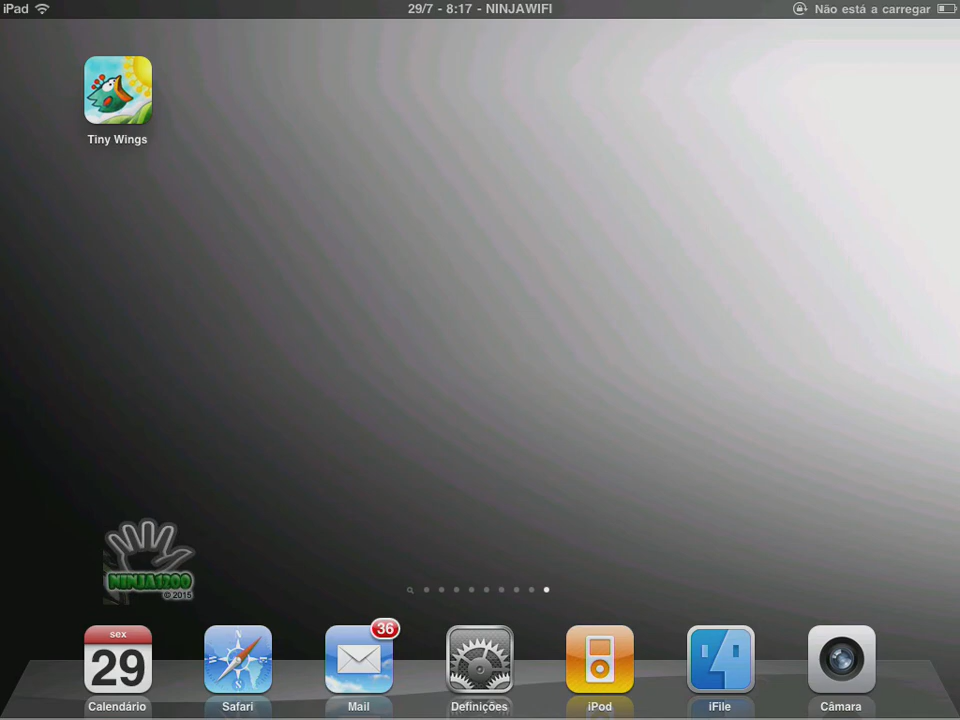 iPad 29/7 - 8:17 - NINJAWIFI Não está a carregar
Tiny Wings
NINJA1200
©2015
36
sex
29
N
Calendário Safari Mail Definições iPod iFile Câmara